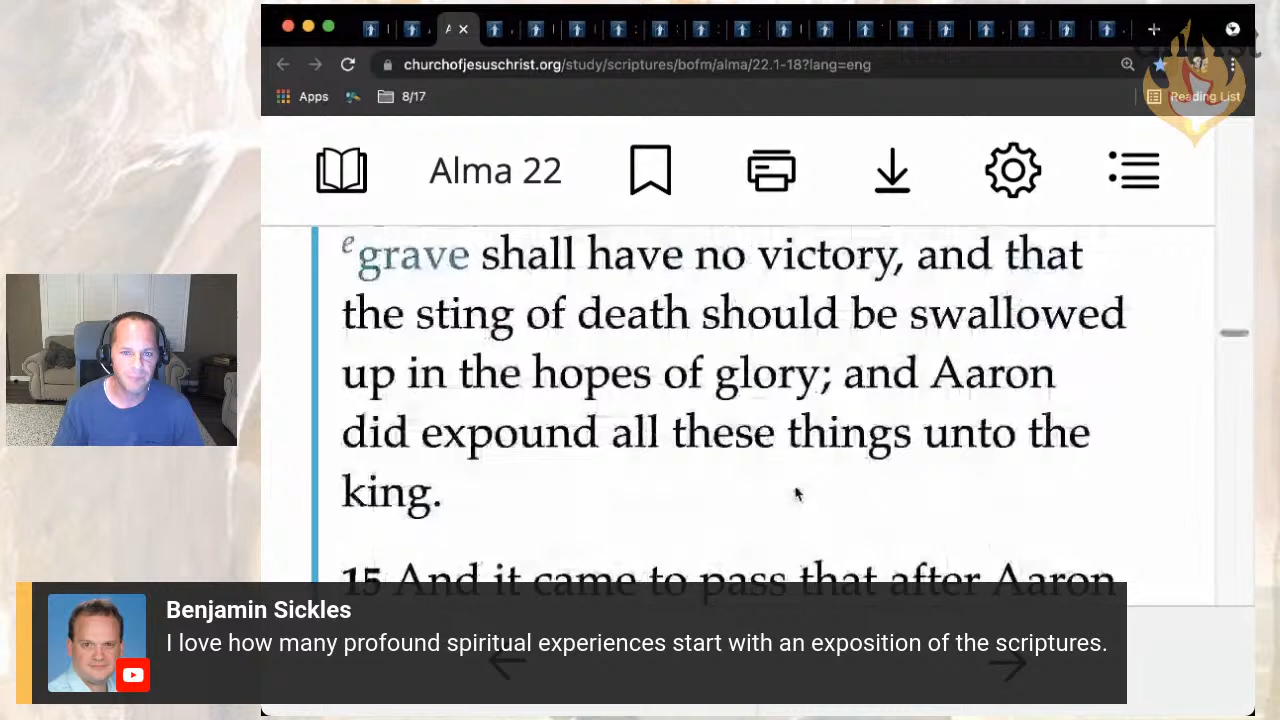 churchofjesuschrist.org/study/scriptures/bofm/alma/22.1-18?lang=eng
Apps
8/17
Reading List
Alma 22
e grave shall have no victory, and that
the sting of death should be swallowed
up in the hopes of glory; and Aaron
did expound all these things unto the
king.
15 And it came to pass that after Aaron
Benjamin Sickles
I love how many profound spiritual experiences start with an exposition of the scriptures.